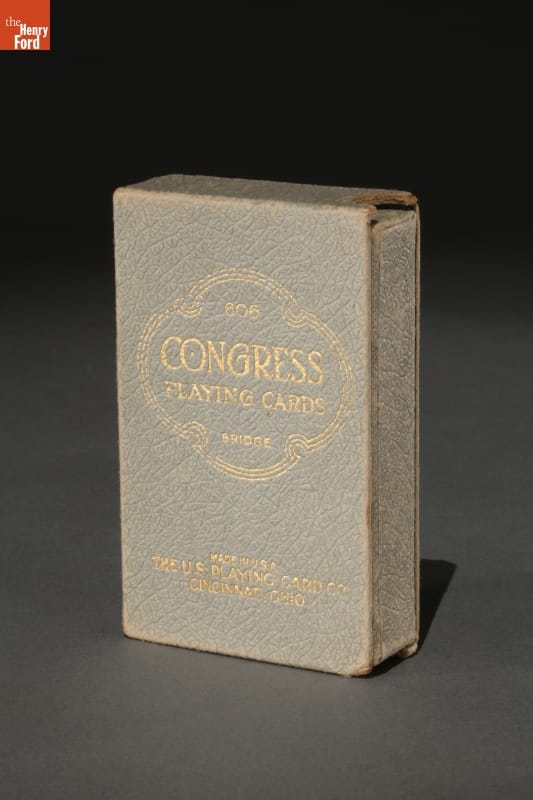 the
Henry
Ford
606
CONGRESS
PLAYING CARDS
BRIDGE
MADE IN U.S.A.
THE U.S. PLAYING CARD CO.
CINCINNATI, OHIO.